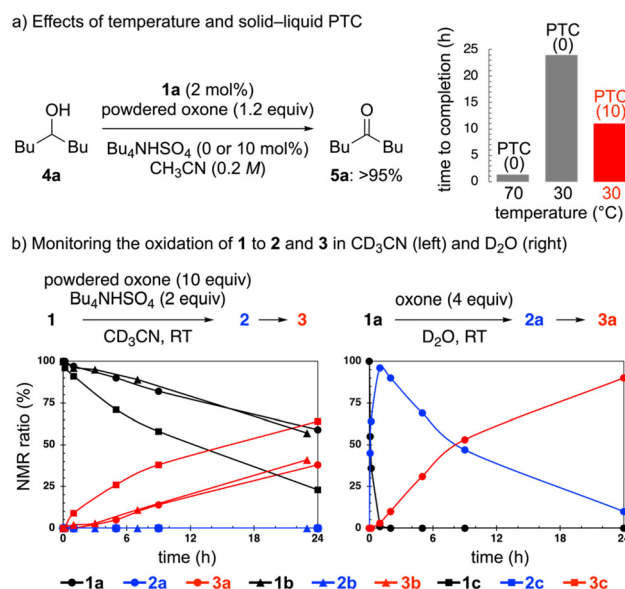 a) Effects of temperature and solid–liquid PTC
OH
Bu Bu
4a
1a (2 mol%)
powdered oxone (1.2 equiv)
Bu₄NHSO₄ (0 or 10 mol%)
CH₃CN (0.2 M)
O
Bu Bu
5a: >95%
time to completion (h)
25
20
15
10
5
0
PTC
(0)
PTC
(0)
PTC
(10)
70 30 30
temperature (°C)
b) Monitoring the oxidation of 1 to 2 and 3 in CD₃CN (left) and D₂O (right)
powdered oxone (10 equiv)
Bu₄NHSO₄ (2 equiv)
1 2 3
CD₃CN, RT
oxone (4 equiv)
1a 2a 3a
D₂O, RT
NMR ratio (%)
100
75
50
25
0
0 6 12 18 24
time (h)
100
75
50
25
0
0 6 12 18 24
time (h)
1a 2a 3a 1b 2b 3b 1c 2c 3c